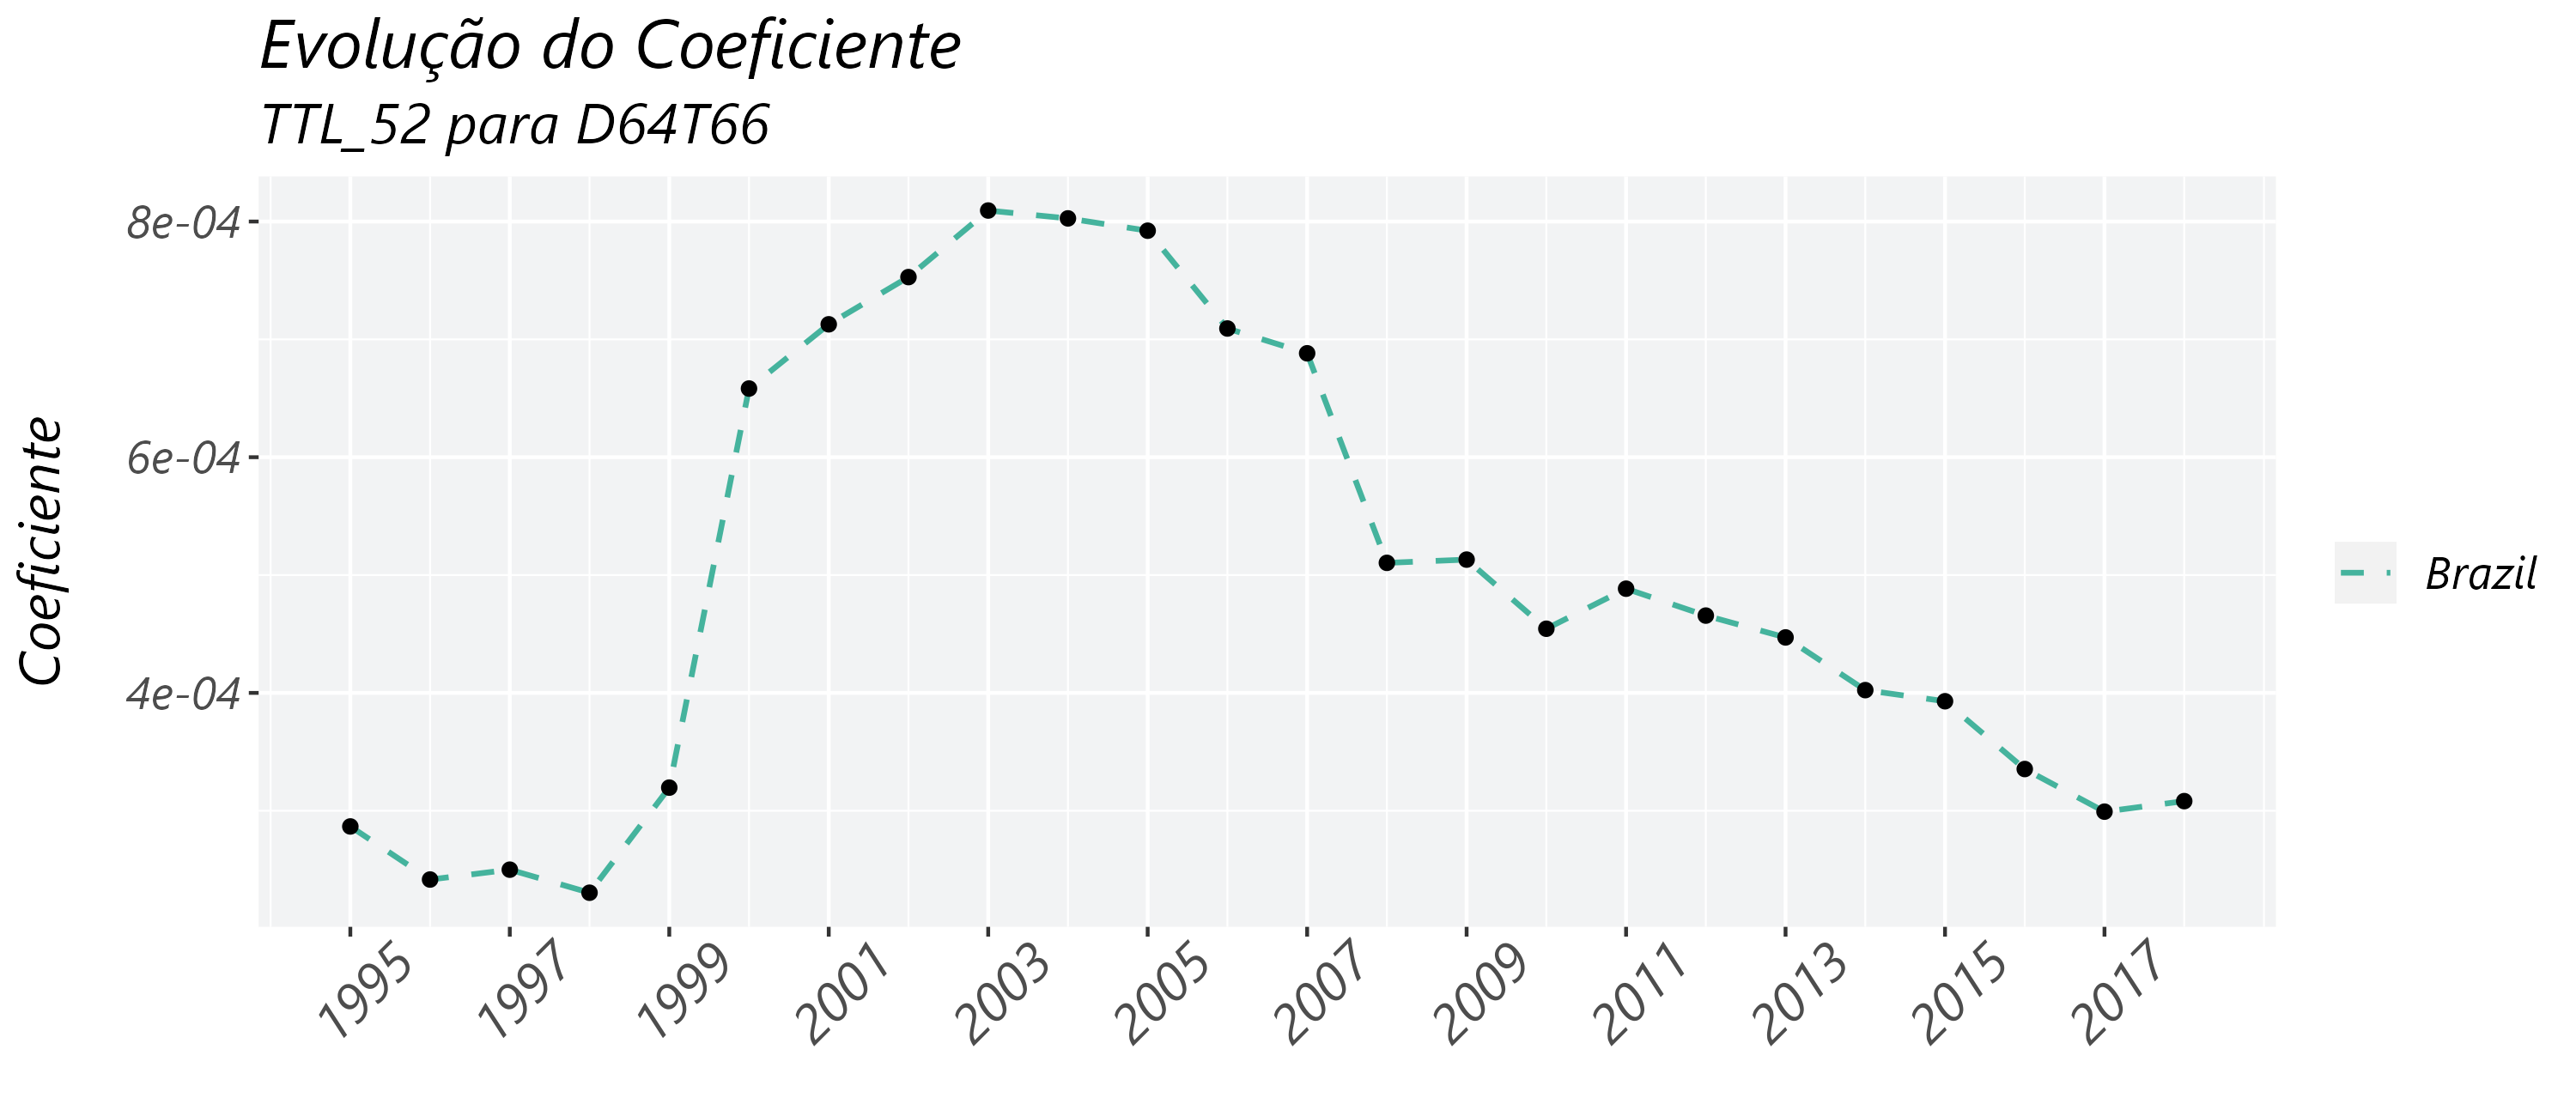 Evolução do Coeficiente
TTL_52 para D64T66
Coeficiente
8e-04
6e-04
4e-04
1995
1997
1999
2001
2003
2005
2007
2009
2011
2013
2015
2017
Brazil